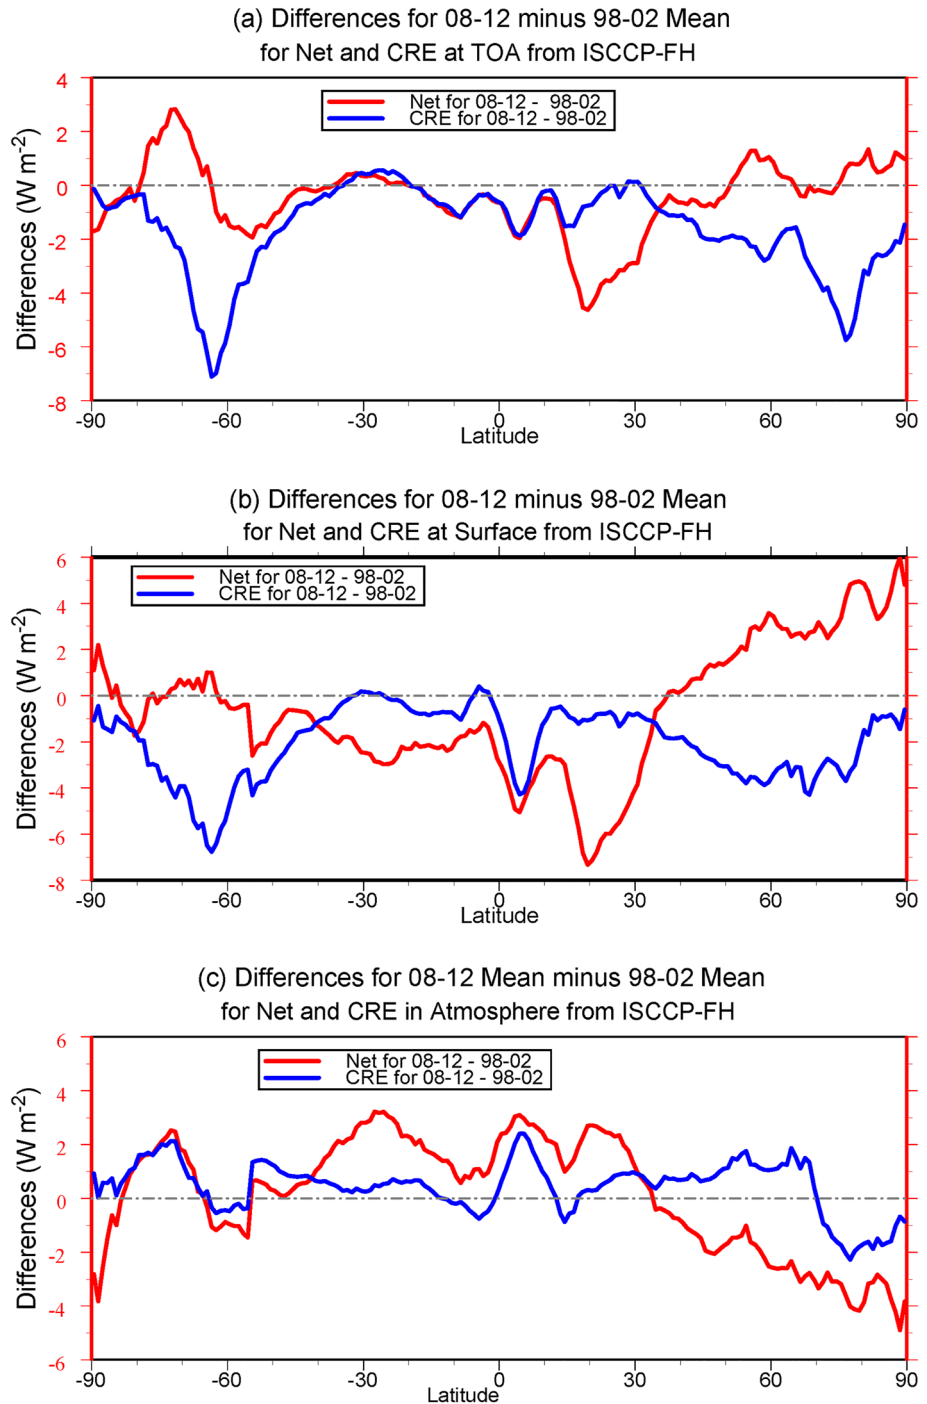 (a) Differences for 08-12 minus 98-02 Mean
for Net and CRE at TOA from ISCCP-FH
Differences (W m-2)
4
2
0
-2
-4
-6
-8
Net for 08-12 - 98-02
CRE for 08-12 - 98-02
-90 -60 -30 0 30 60 90
Latitude
(b) Differences for 08-12 minus 98-02 Mean
for Net and CRE at Surface from ISCCP-FH
Differences (W m-2)
6
4
2
0
-2
-4
-6
-8
Net for 08-12 - 98-02
CRE for 08-12 - 98-02
-90 -60 -30 0 30 60 90
Latitude
(c) Differences for 08-12 Mean minus 98-02 Mean
for Net and CRE in Atmosphere from ISCCP-FH
Differences (W m-2)
6
4
2
0
-2
-4
-6
Net for 08-12 - 98-02
CRE for 08-12 - 98-02
-90 -60 -30 0 30 60 90
Latitude